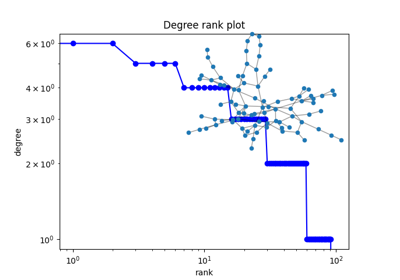 Degree rank plot
6 × 10⁰
4 × 10⁰
3 × 10⁰
2 × 10⁰
10⁰
degree
10⁰ 10¹ 10²
rank